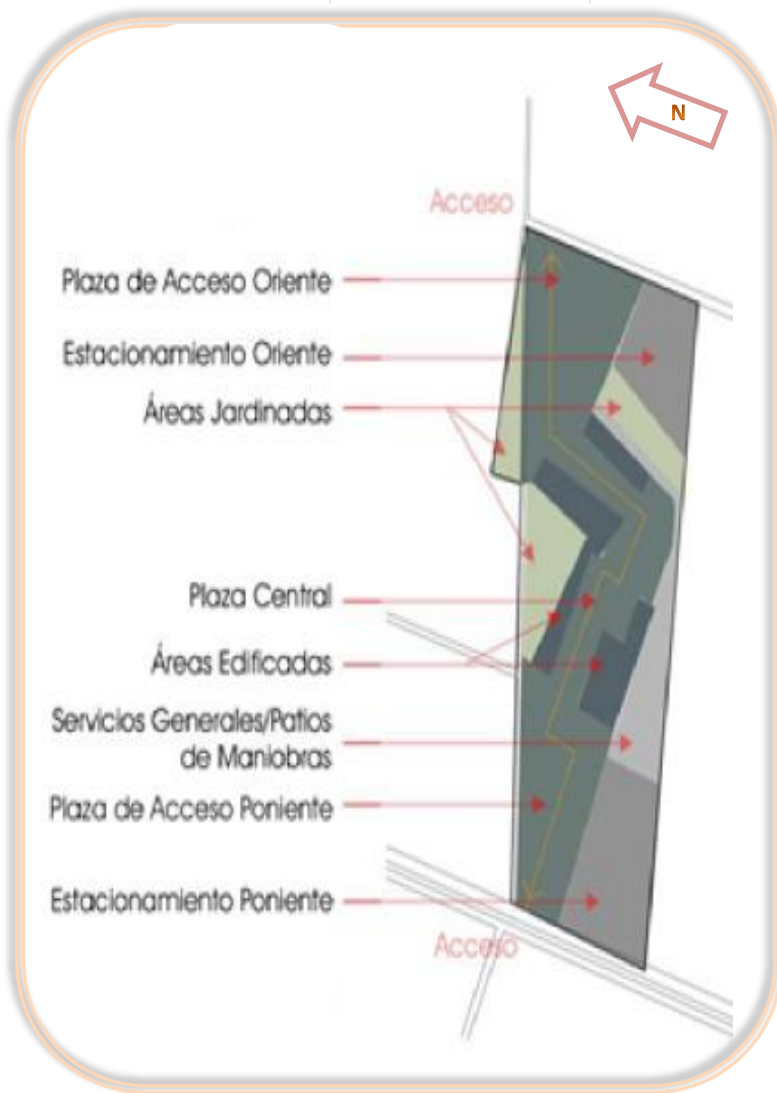 N
Acceso
Plaza de Acceso Oriente
Estacionamiento Oriente
Áreas Jardinadas
Plaza Central
Áreas Edificadas
Servicios Generales/Patios
de Maniobras
Plaza de Acceso Poniente
Estacionamiento Poniente
Acceso